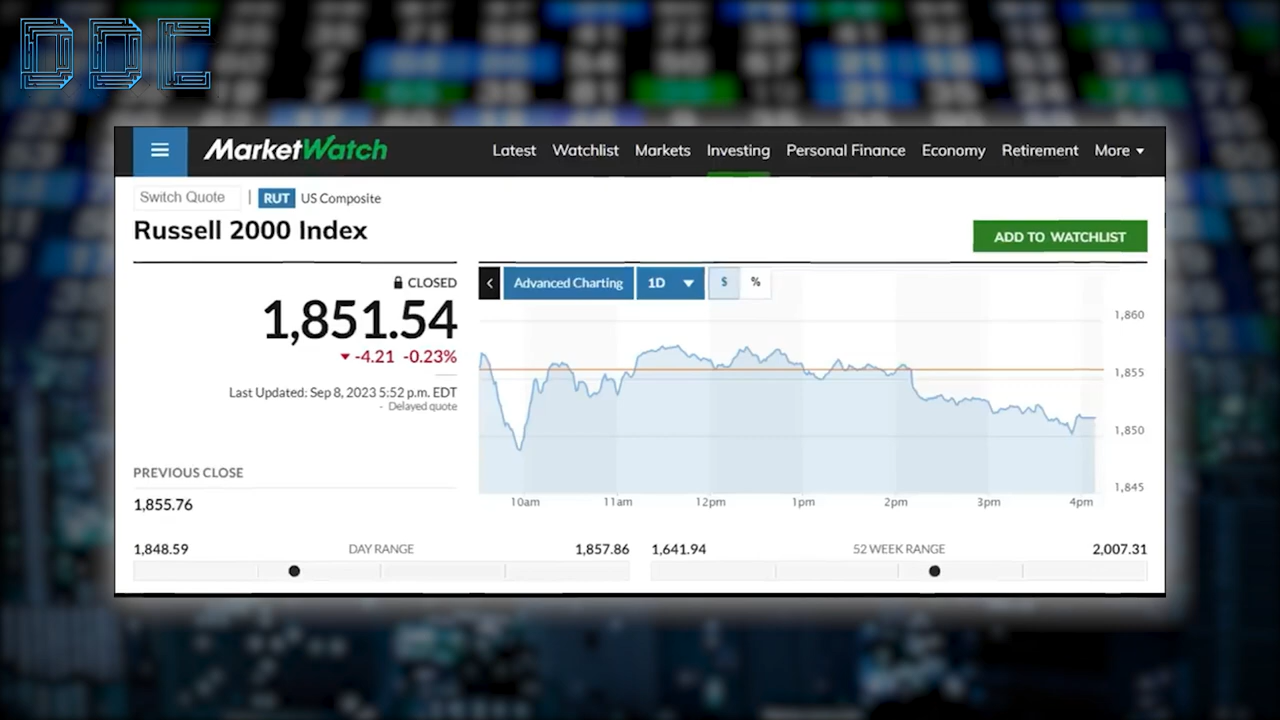 DDC
MarketWatch
Latest Watchlist Markets Investing Personal Finance Economy Retirement More
Switch Quote | RUT US Composite
Russell 2000 Index
ADD TO WATCHLIST
CLOSED
1,851.54
-4.21 -0.23%
Last Updated: Sep 8, 2023 5:52 p.m. EDT
- Delayed quote
PREVIOUS CLOSE
1,855.76
Advanced Charting 1D $ %
1,860
1,855
1,850
1,845
10am 11am 12pm 1pm 2pm 3pm 4pm
1,848.59 DAY RANGE 1,857.86
1,641.94 52 WEEK RANGE 2,007.31